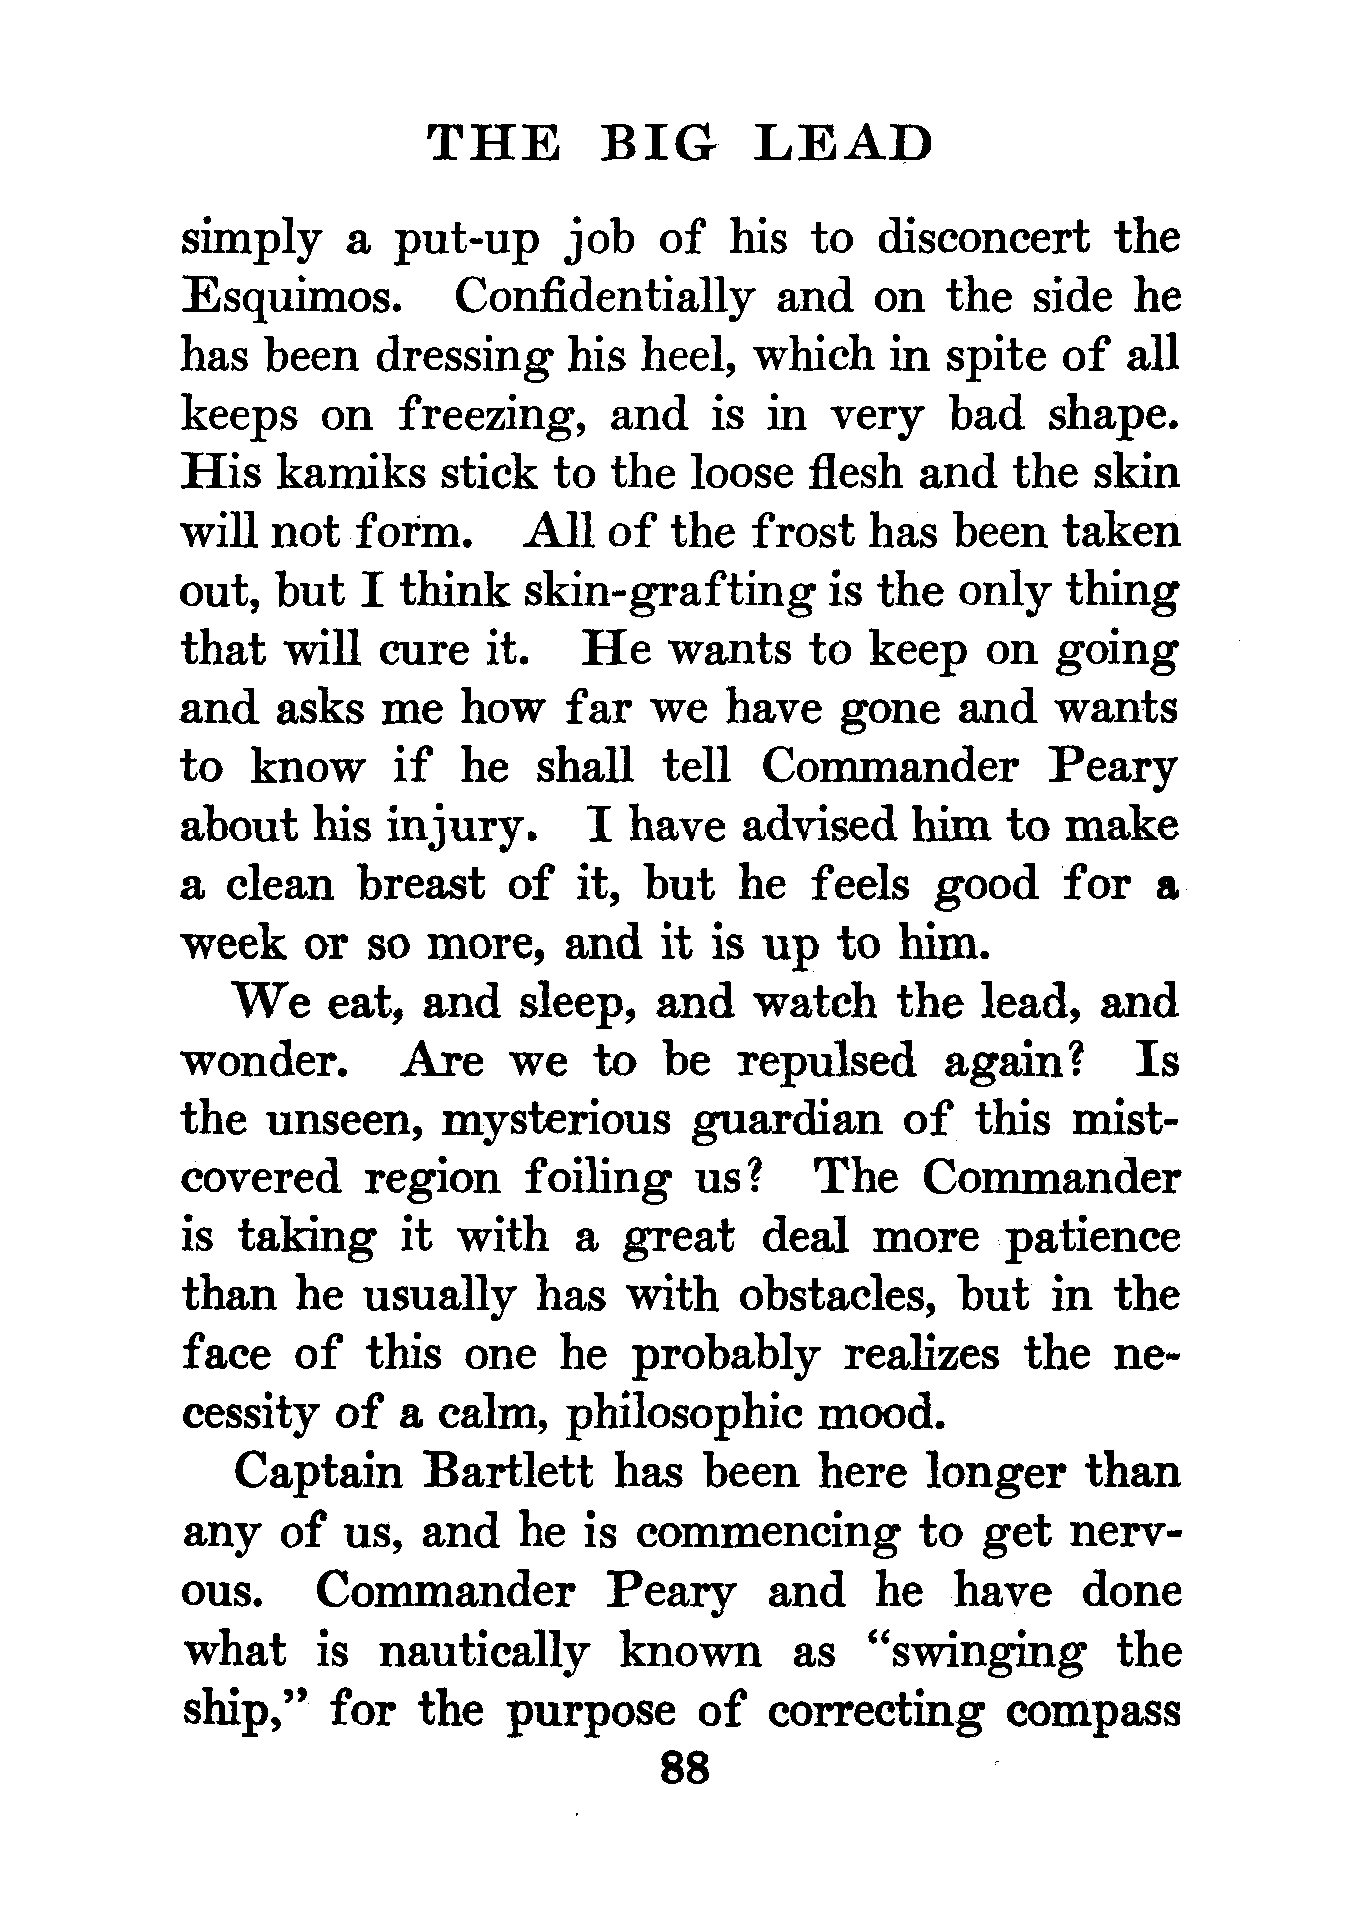 THE BIG LEAD
simply a put-up job of his to disconcert the
Esquimos. Confidentially and on the side he
has been dressing his heel, which in spite of all
keeps on freezing, and is in very bad shape.
His kamiks stick to the loose flesh and the skin
will not form. All of the frost has been taken
out, but I think skin-grafting is the only thing
that will cure it. He wants to keep on going
and asks me how far we have gone and wants
to know if he shall tell Commander Peary
about his injury. I have advised him to make
a clean breast of it, but he feels good for a
week or so more, and it is up to him.
We eat, and sleep, and watch the lead, and
wonder. Are we to be repulsed again? Is
the unseen, mysterious guardian of this mist-
covered region foiling us? The Commander
is taking it with a great deal more patience
than he usually has with obstacles, but in the
face of this one he probably realizes the ne-
cessity of a calm, philosophic mood.
Captain Bartlett has been here longer than
any of us, and he is commencing to get nerv-
ous. Commander Peary and he have done
what is nautically known as “swinging the
ship,” for the purpose of correcting compass
88